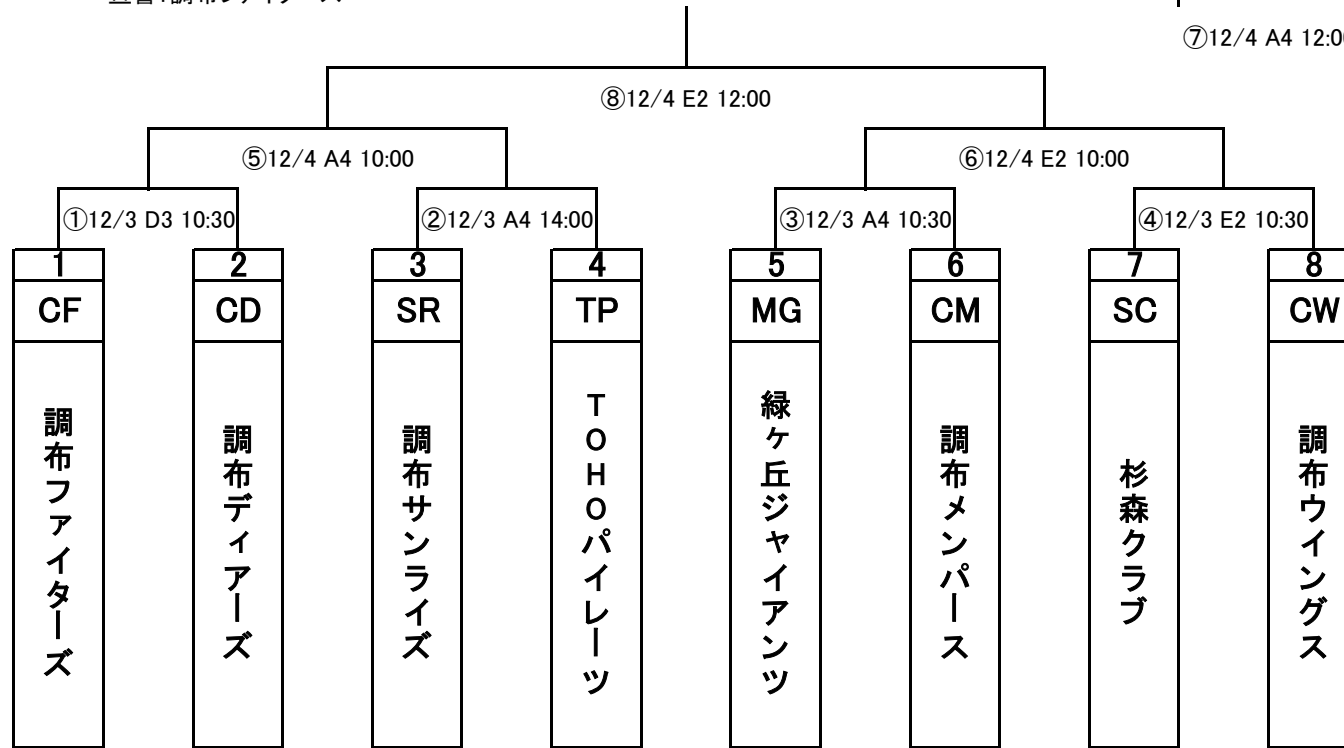 ⑦12/4 A4 12:0
⑧12/4 E2 12:00
⑤12/4 A4 10:00
⑥12/4 E2 10:00
①12/3 D3 10:30
②12/3 A4 14:00
③12/3 A4 10:30
④12/3 E2 10:30
1
2
3
4
5
6
7
8
CF
CD
SR
TP
MG
CM
SC
CW
調布ファイターズ
調布ディアーズ
調布サンライズ
TOHOパイレーツ
緑ヶ丘ジャイアンツ
調布メンパース
杉森クラブ
調布ウイングス